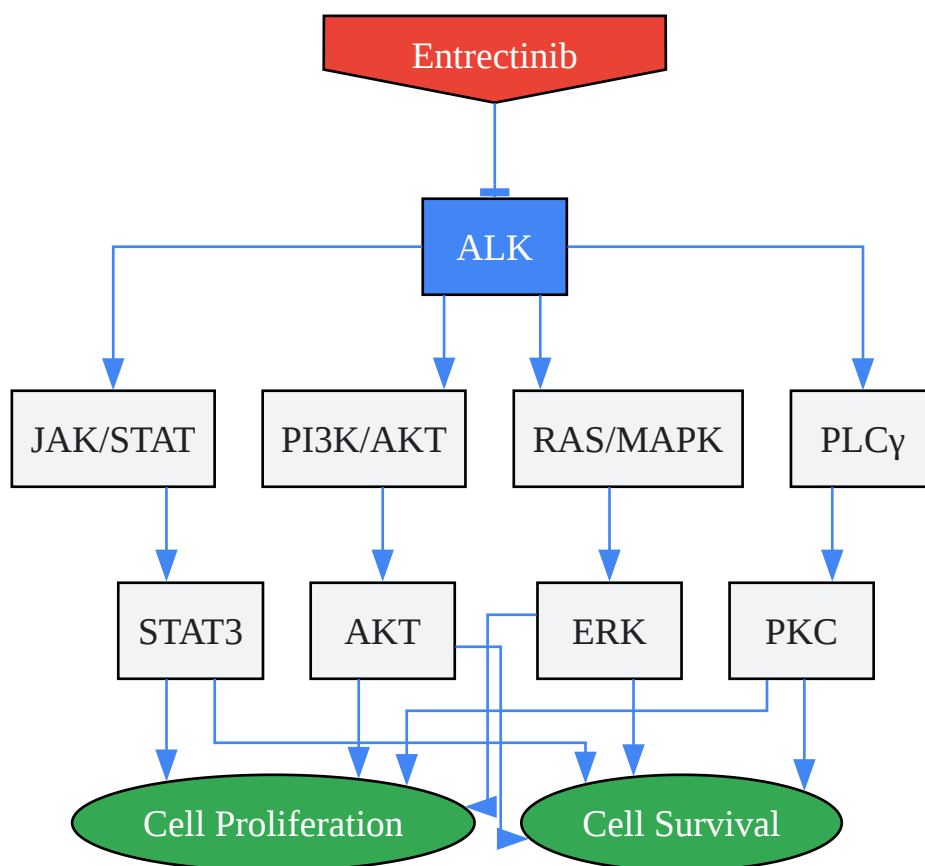 Entrectinib
ALK
JAK/STAT
PI3K/AKT
RAS/MAPK
PLCγ
STAT3
AKT
ERK
PKC
Cell Proliferation
Cell Survival